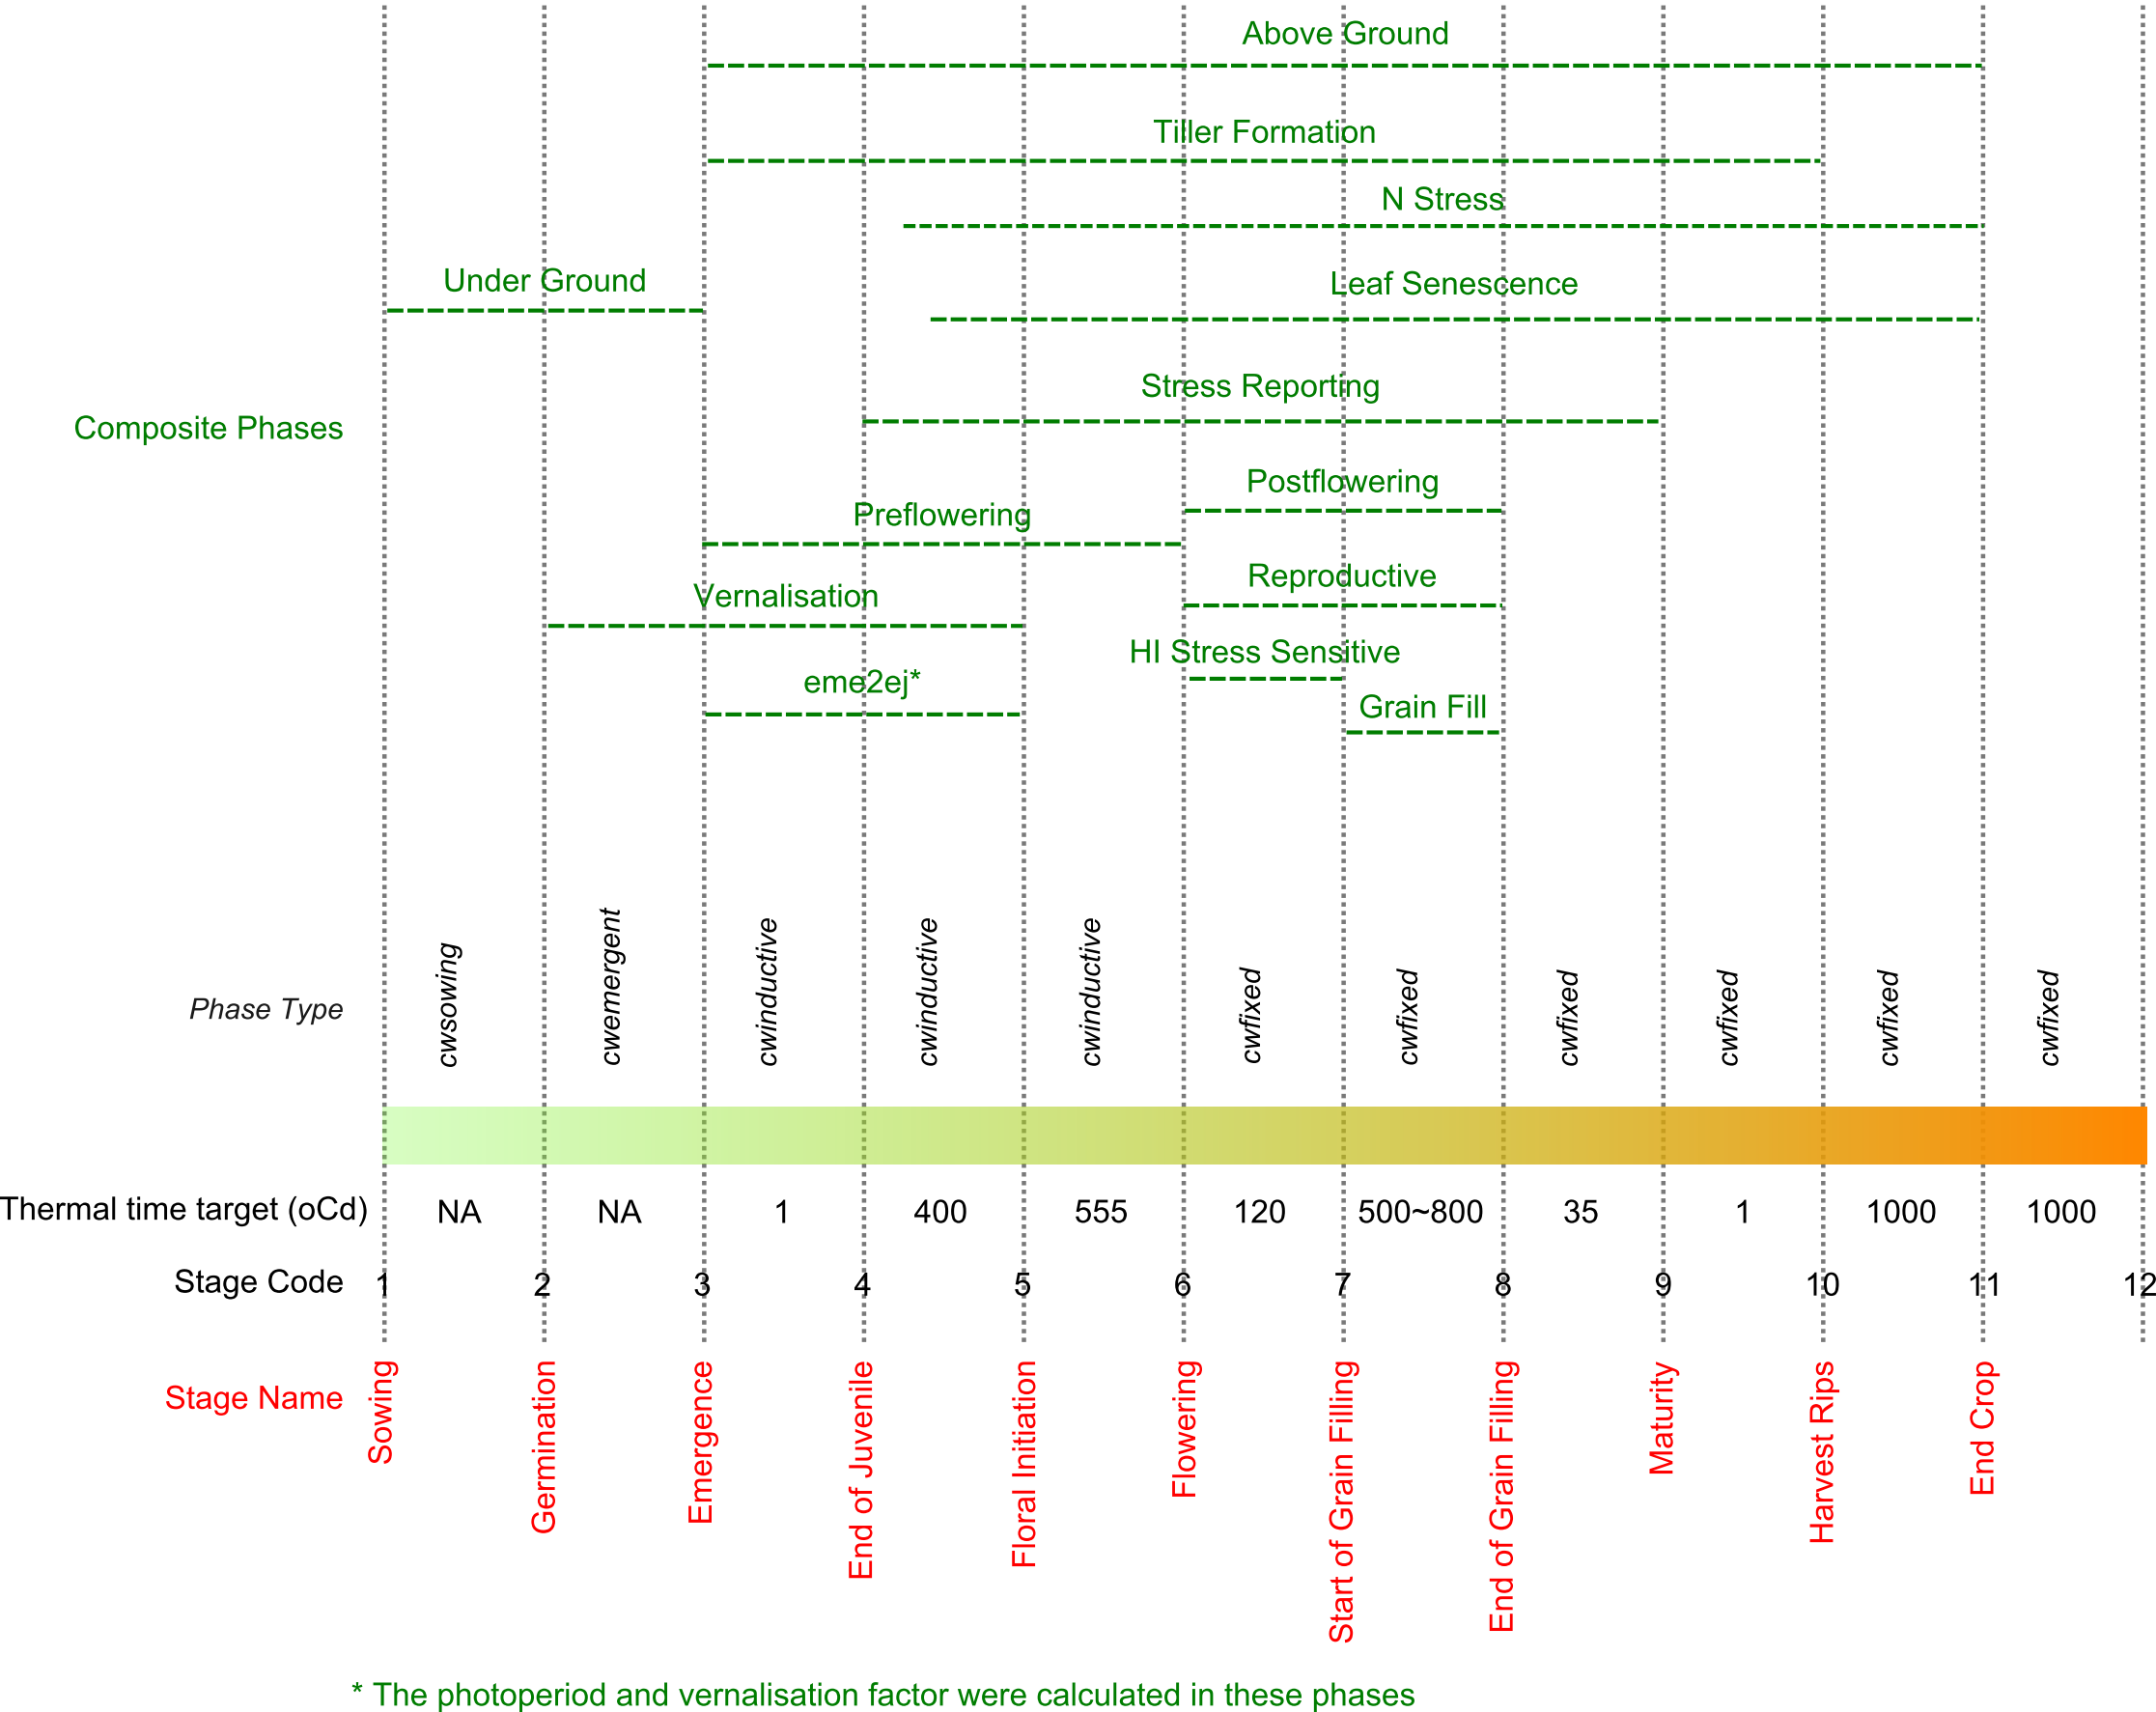 Above Ground
Tiller Formation
N Stress
Under Ground
Leaf Senescence
Stress Reporting
Composite Phases
Postflowering
Preflowering
Reproductive
Vernalisation
HI Stress Sensitive
eme2ej*
Grain Fill
Phase Type
cwsowing
cwemergent
cwinductive
cwinductive
cwinductive
cwfixed
cwfixed
cwfixed
cwfixed
cwfixed
cwfixed
Thermal time target (oCd) NA NA 1 400 555 120 500~800 35 1 1000 1000
Stage Code 1 2 3 4 5 6 7 8 9 10 11 12
Stage Name
Sowing
Germination
Emergence
End of Juvenile
Floral Initiation
Flowering
Start of Grain Filling
End of Grain Filling
Maturity
Harvest Rips
End Crop
* The photoperiod and vernalisation factor were calculated in these phases